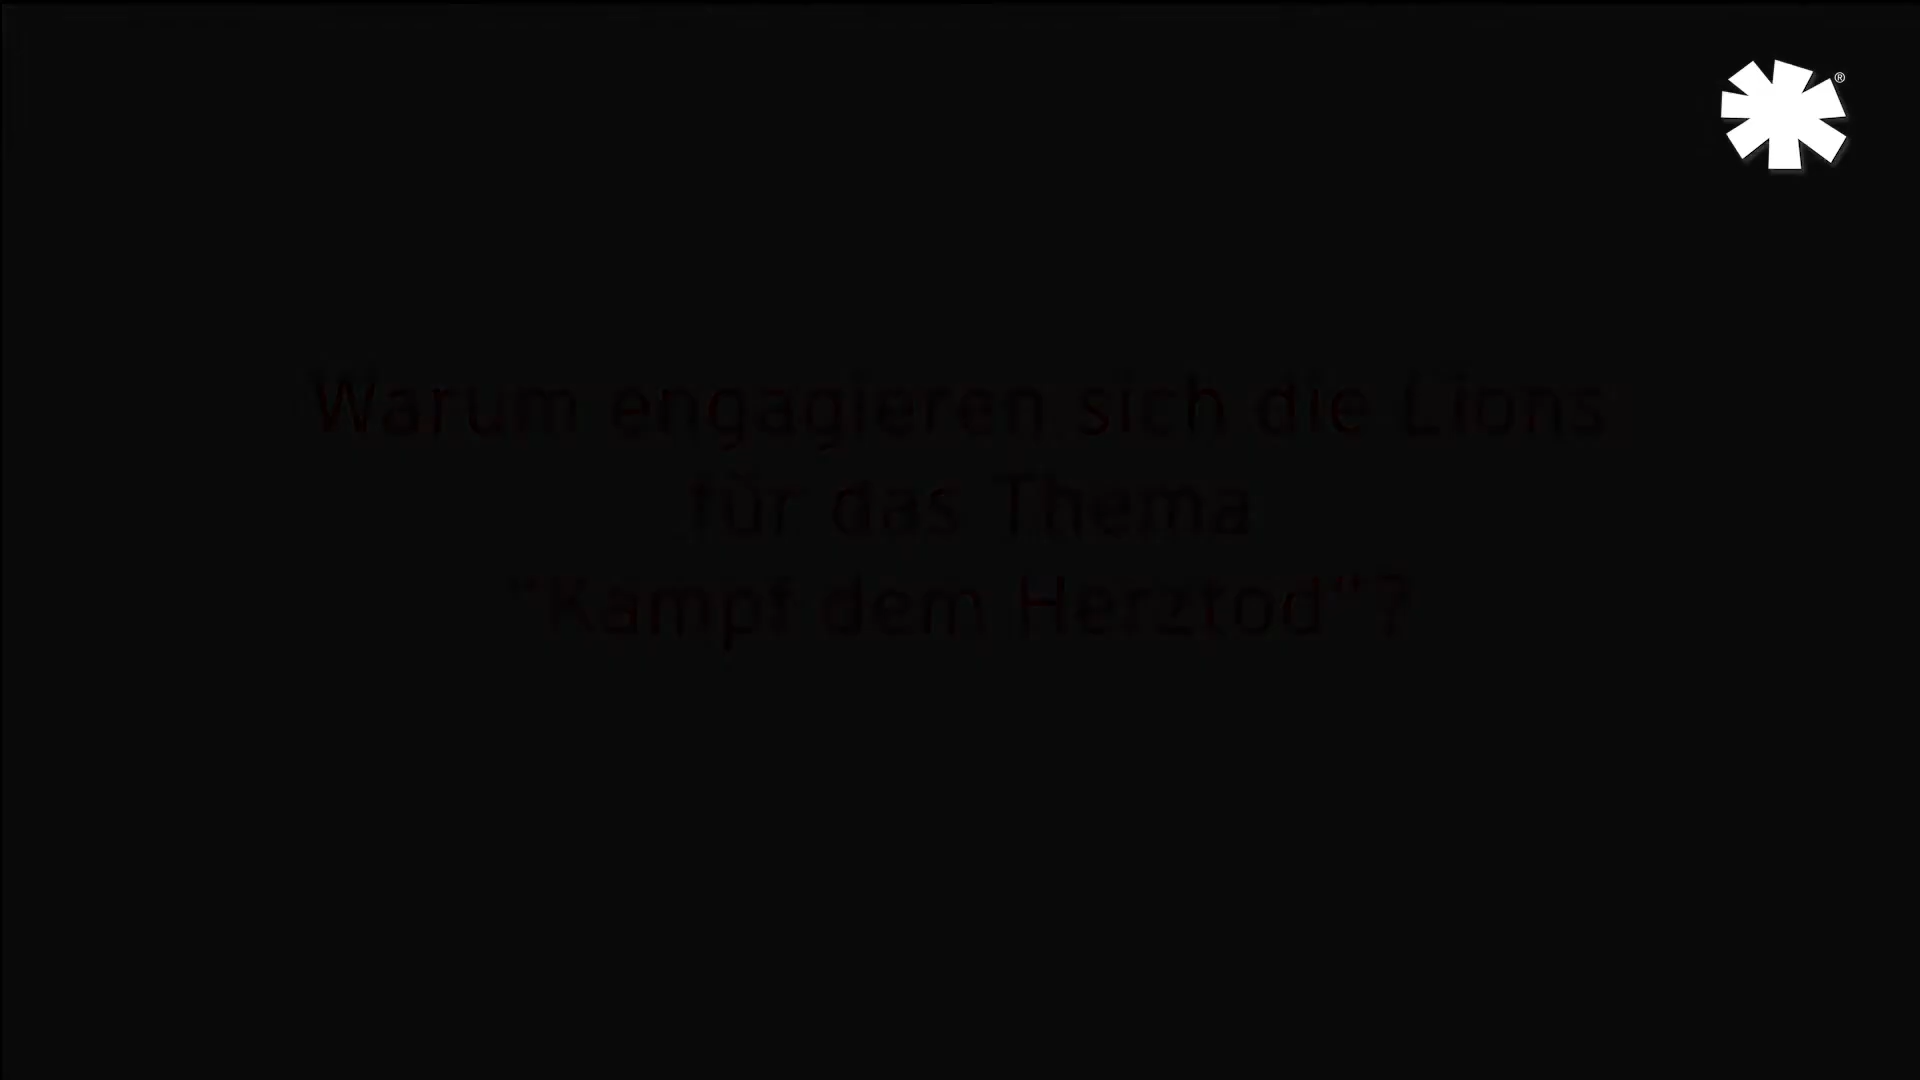 ®
Warum engagieren sich die Lions
für das Thema
"Kampf dem Herztod"?